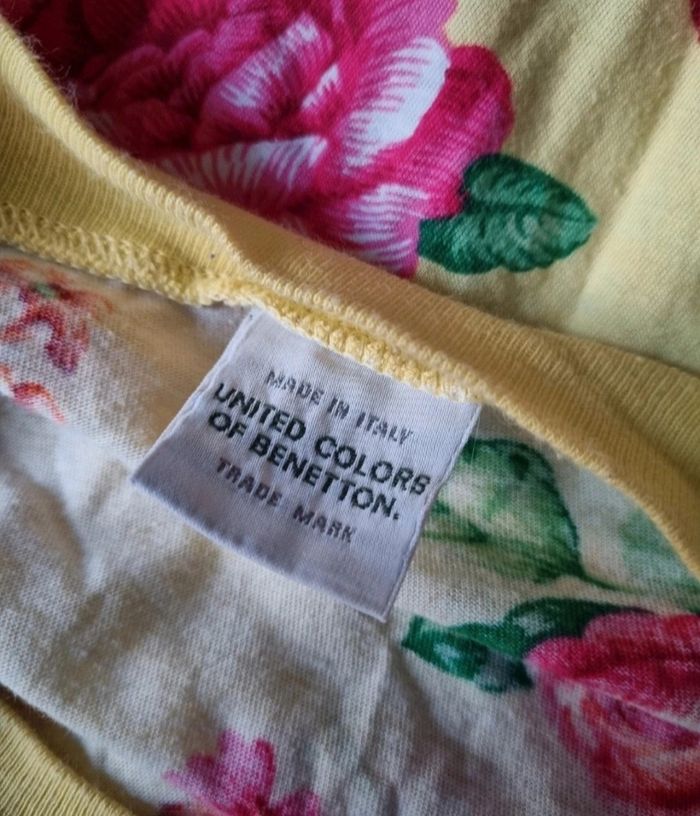 MADE IN ITALY
UNITED COLORS
OF BENETTON.
TRADE MARK